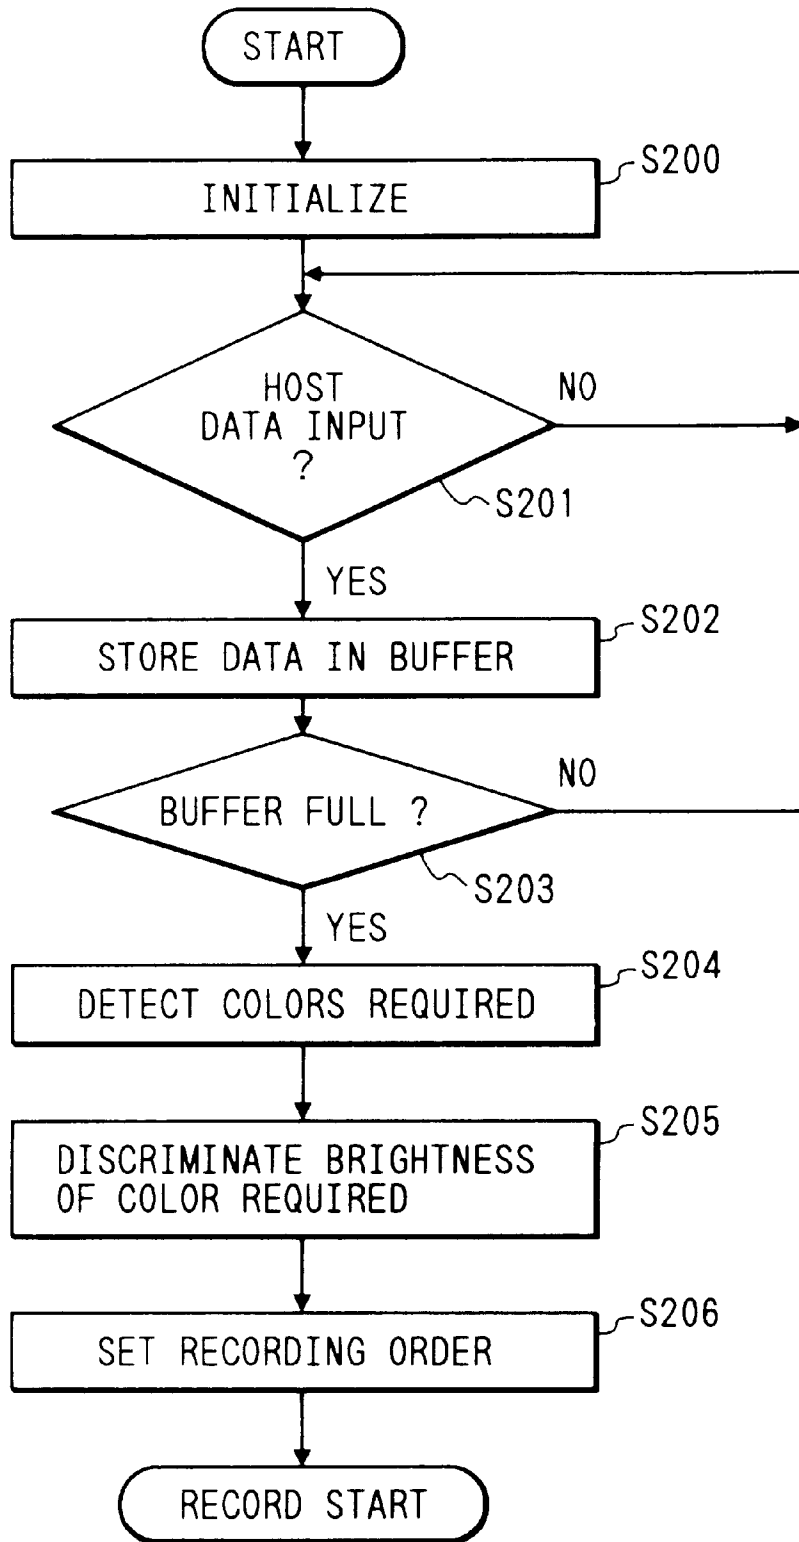 START
INITIALIZE
S200
HOST
DATA INPUT
?
NO
S201
YES
STORE DATA IN BUFFER
S202
BUFFER FULL ?
NO
S203
YES
DETECT COLORS REQUIRED
S204
DISCRIMINATE BRIGHTNESS
OF COLOR REQUIRED
S205
SET RECORDING ORDER
S206
RECORD START